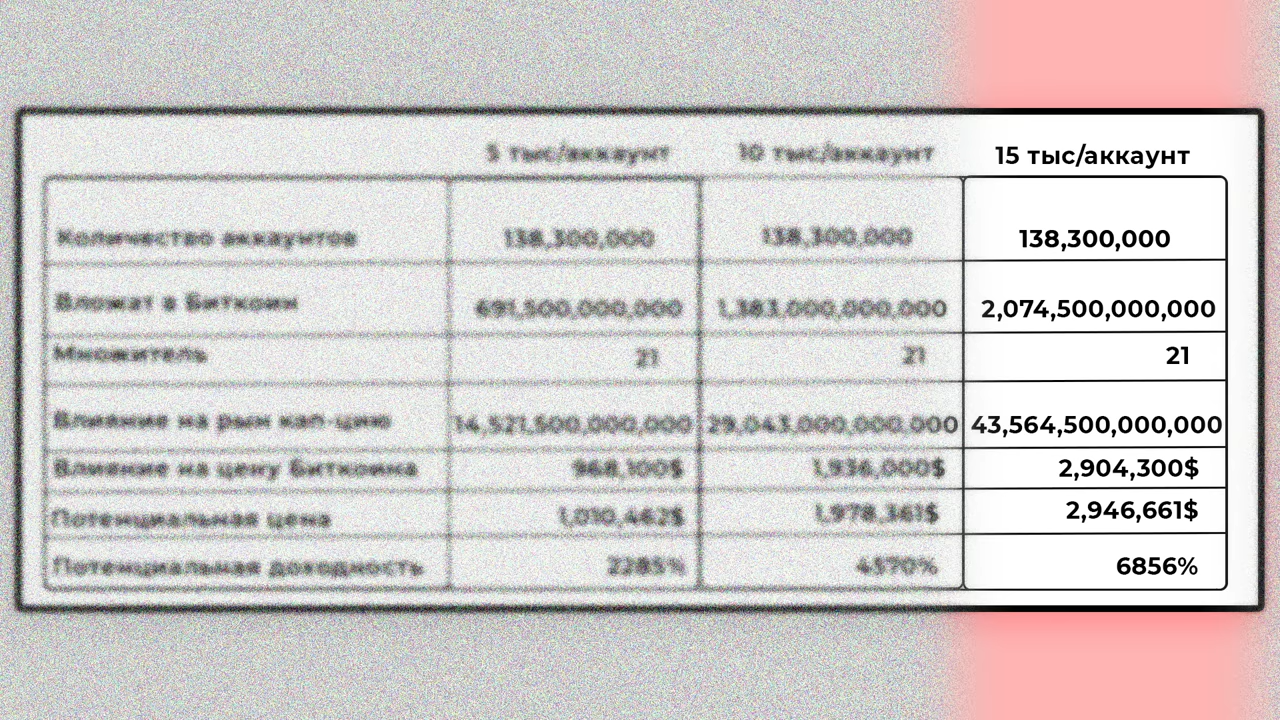 5 тыс/аккаунт 10 тыс/аккаунт 15 тыс/аккаунт
Количество аккаунтов 138,300,000 138,300,000 138,300,000
Вложат в Биткоин 691,500,000,000 1,383,000,000,000 2,074,500,000,000
Множитель 21 21 21
Влияние на рын кап-цию 14,521,500,000,000 29,043,000,000,000 43,564,500,000,000
Влияние на цену Биткоина 968,100$ 1,936,000$ 2,904,300$
Потенциальная цена 1,010,462$ 1,978,361$ 2,946,661$
Потенциальная доходность 2285% 4570% 6856%